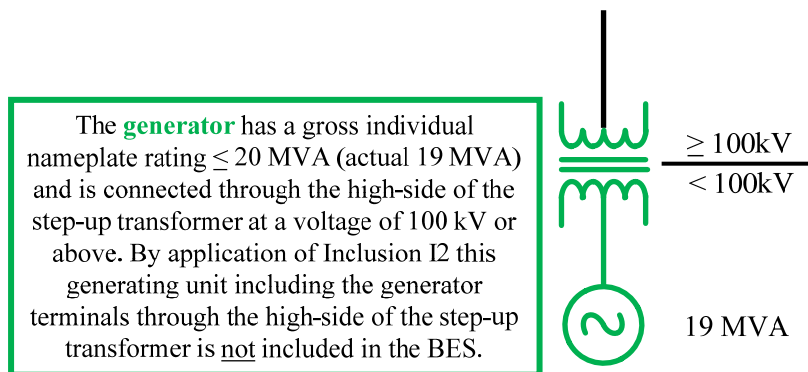 The generator has a gross individual
nameplate rating ≤ 20 MVA (actual 19 MVA)
and is connected through the high-side of the
step-up transformer at a voltage of 100 kV or
above. By application of Inclusion I2 this
generating unit including the generator
terminals through the high-side of the step-up
transformer is not included in the BES.
≥ 100kV
< 100kV
19 MVA